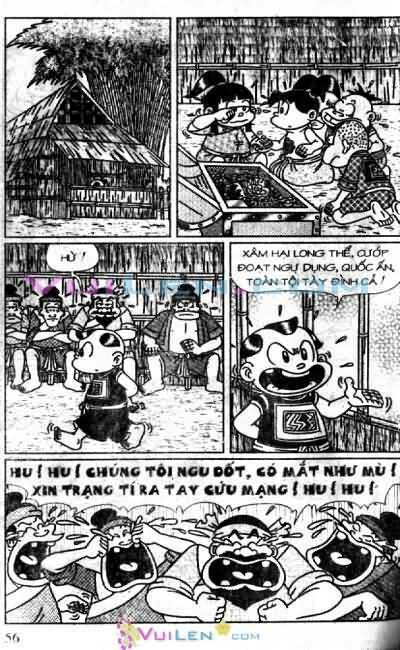 HỪ!
XÂM HẠI LONG THỂ, CƯỚP
ĐOẠT NGỰ DỤNG, QUỐC ẤN,
TOÀN TỘI TÀY ĐÌNH CẢ!
HU! HU! CHÚNG TÔI NGU DỐT, CÓ MẮT NHƯ MÙ!
XIN TRẠNG TÍ RA TAY CỨU MẠNG! HU! HU!
56
VUILEN.com